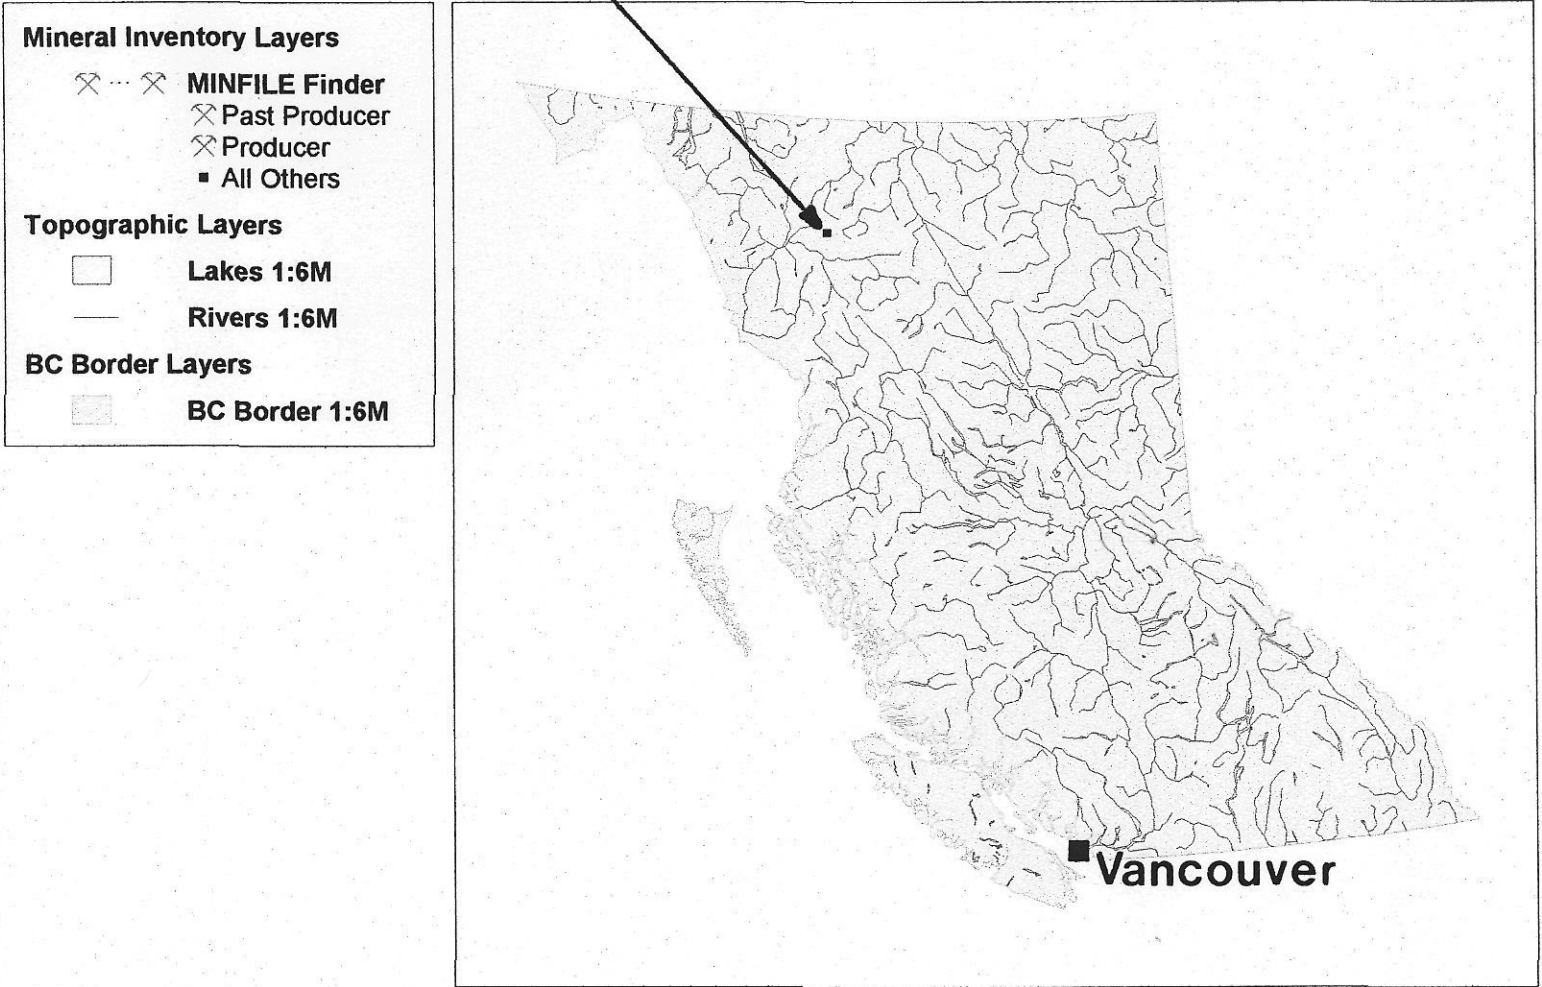 Mineral Inventory Layers
MINFILE Finder
Past Producer
Producer
All Others
Topographic Layers
Lakes 1:6M
Rivers 1:6M
BC Border Layers
BC Border 1:6M
Vancouver